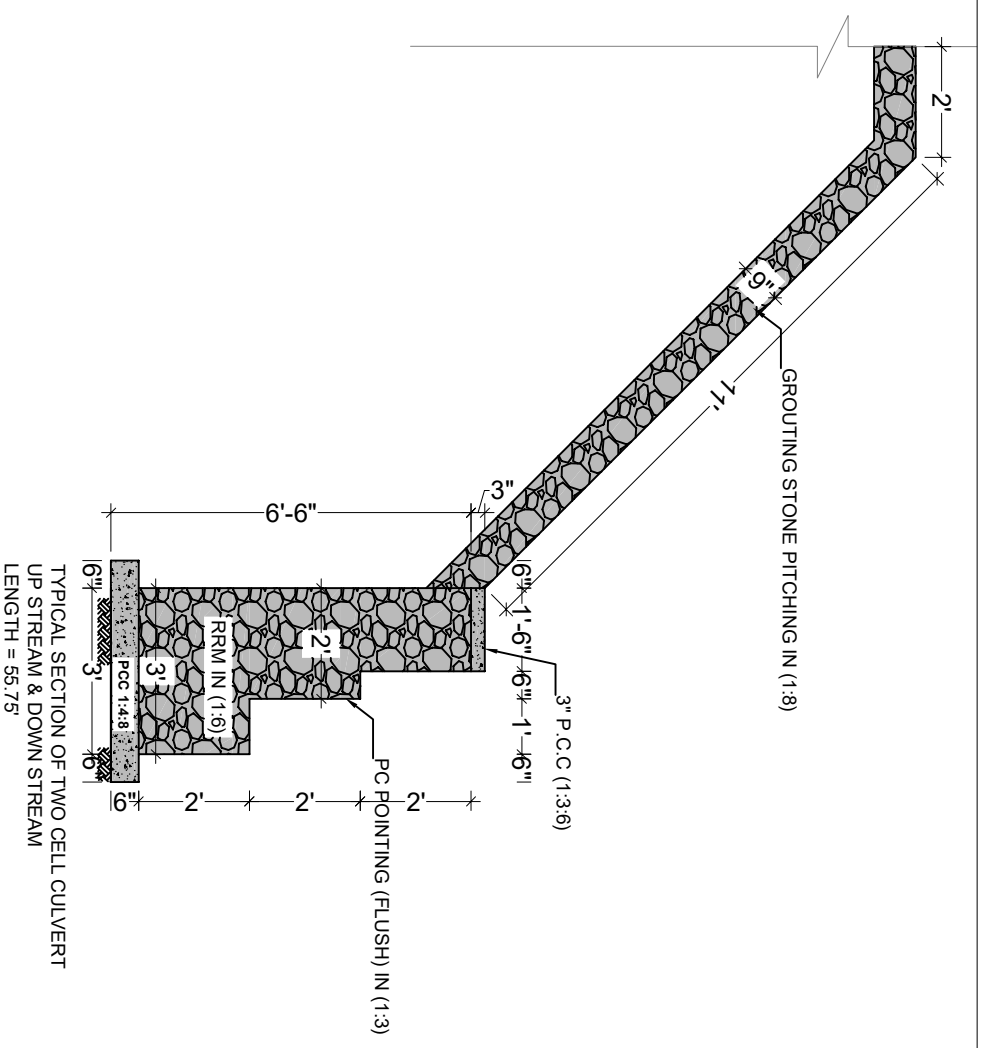 2'
9"
11'
GROUTING STONE PITCHING IN (1:8)
3"
6'-6"
6"
1'-6"
6"
1'
6"
3" P.C.C (1:3:6)
2'
RRM IN (1:6)
3'
PC POINTING (FLUSH) IN (1:3)
6"
3'
6"
PCC 1:4:8
6"
2'
2'
2'
TYPICAL SECTION OF TWO CELL CULVERT
UP STREAM & DOWN STREAM
LENGTH = 55.75'